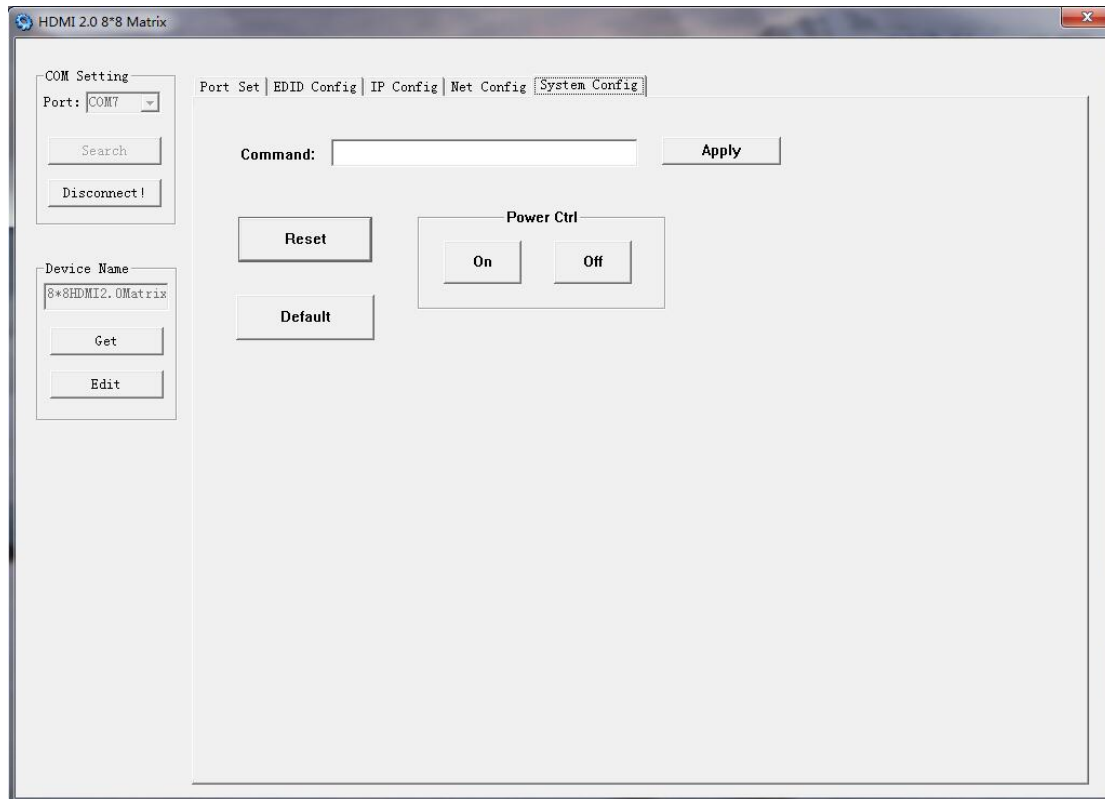 HDMI 2.0 8*8 Matrix
COM Setting
Port: COM7
Search
Disconnect!
Device Name
8*8HDMI2.0Matrix
Get
Edit
Port Set EDID Config IP Config Net Config System Config
Command: Apply
Reset
Default
Power Ctrl
On Off